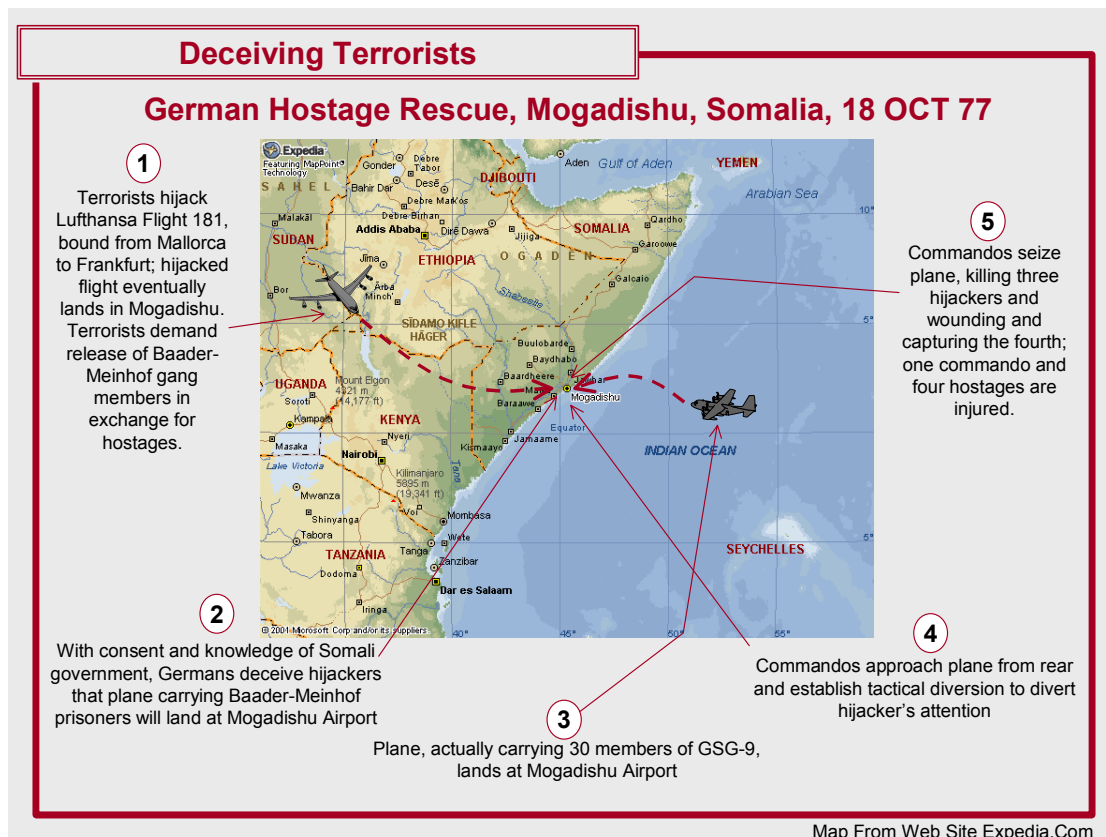 Deceiving Terrorists
German Hostage Rescue, Mogadishu, Somalia, 18 OCT 77
1
Terrorists hijack
Lufthansa Flight 181,
bound from Mallorca
to Frankfurt; hijacked
flight eventually
lands in Mogadishu.
Terrorists demand
release of Baader-
Meinhof gang
members in
exchange for
hostages.
Expedia
Featuring MapPoint®
Technology
SAHEL
Gonder
Debre
Tabor
Bahir Dar
Desē
Debre Mark'os
Debre Birhan
Malakāl
SUDAN
Addis Ababa
Dirē Dawa
Jijiga
DJIBOUTI
Aden
Gulf of Aden
YEMEN
Arabian Sea
10°
Qardho
SOMALIA
Garoowe
ETHIOPIA
OGADEN
Jīma
Bor
Ārba
Minch'
Galcaio
Shebselle
SĪDAMO KIFLE
HĀGER
5°
Buulobarde
Baydhabo
Baardheere
Mogadishu
Baraawe
UGANDA
Mount Elgon
4321 m
(14,177 ft)
Soroti
Kampala
KENYA
Equator
Jamaame
Masaka
Nyeri
Kismaayo
INDIAN OCEAN
Nairobi
Lake Victoria
Kilimanjaro
5895 m
(19,341 ft)
Tana
Mwanza
Voi
Shinyanga
Mombasa
Tabora
Wete
5°
SEYCHELLES
TANZANIA
Tanga
Zanzibar
Dodoma
Dar es Salaam
Iringa
© 2001 Microsoft Corp and/or its suppliers.
40°
45°
50°
55°
5
Commandos seize
plane, killing three
hijackers and
wounding and
capturing the fourth;
one commando and
four hostages are
injured.
2
With consent and knowledge of Somali
government, Germans deceive hijackers
that plane carrying Baader-Meinhof
prisoners will land at Mogadishu Airport
3
Plane, actually carrying 30 members of GSG-9,
lands at Mogadishu Airport
4
Commandos approach plane from rear
and establish tactical diversion to divert
hijacker's attention
Map From Web Site Expedia.Com